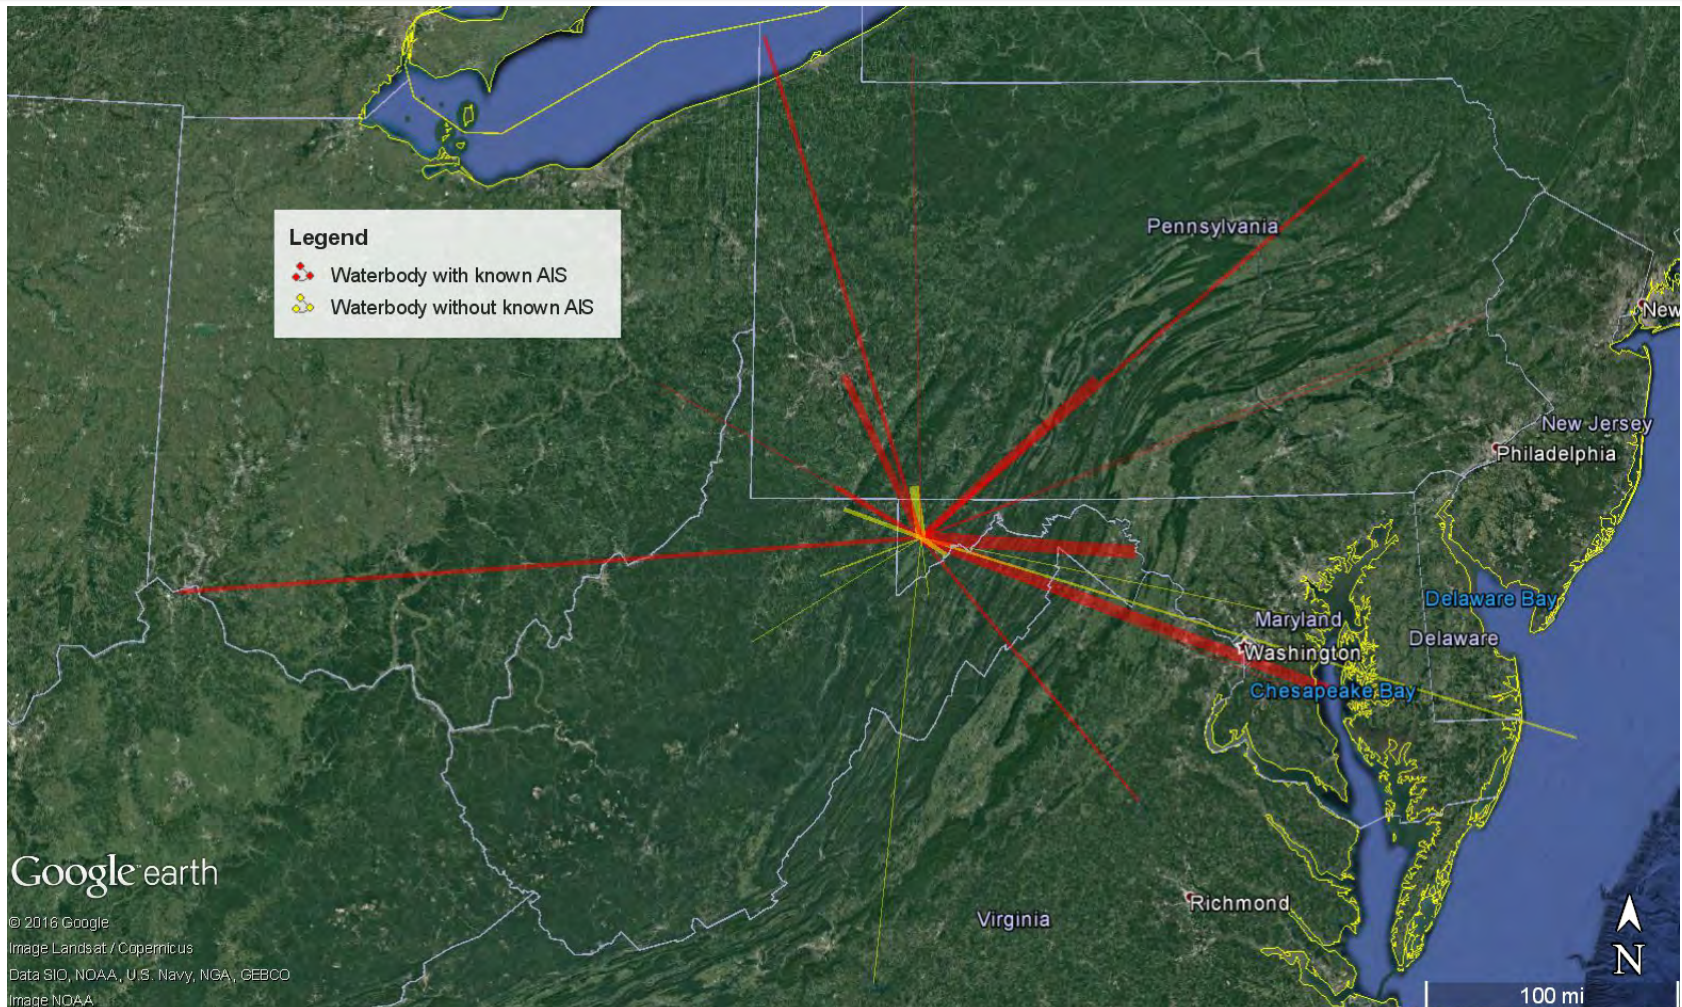 Legend
Waterbody with known AIS
Waterbody without known AIS
Pennsylvania
New
New Jersey
Philadelphia
Delaware Bay
Maryland
Delaware
Washington
Chesapeake Bay
Richmond
Virginia
Google earth
© 2016 Google
Image Landsat / Copernicus
Data SIO, NOAA, U.S. Navy, NGA, GEBCO
Image NOAA
N
100 mi